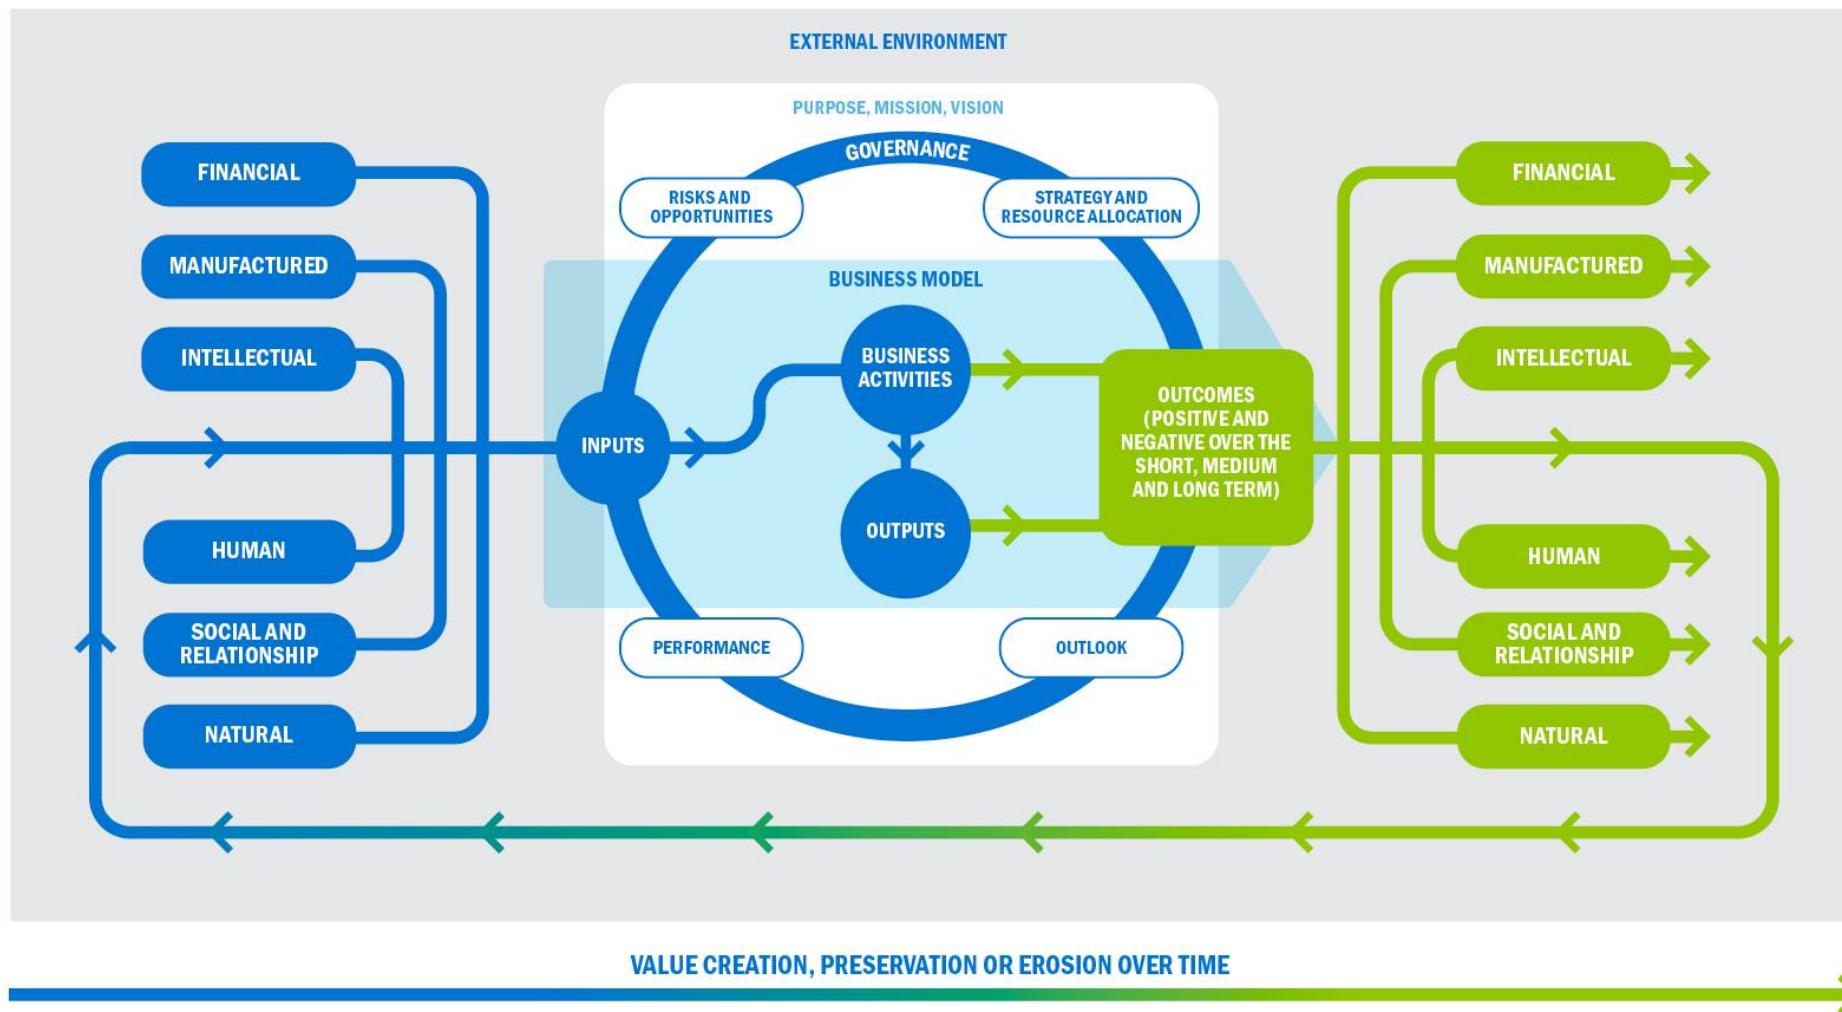 EXTERNAL ENVIRONMENT
PURPOSE, MISSION, VISION
GOVERNANCE
RISKS AND
OPPORTUNITIES
STRATEGY AND
RESOURCE ALLOCATION
FINANCIAL
MANUFACTURED
INTELLECTUAL
HUMAN
SOCIAL AND
RELATIONSHIP
NATURAL
INPUTS
BUSINESS MODEL
BUSINESS
ACTIVITIES
OUTPUTS
OUTCOMES
(POSITIVE AND
NEGATIVE OVER THE
SHORT, MEDIUM
AND LONG TERM)
PERFORMANCE
OUTLOOK
FINANCIAL
MANUFACTURED
INTELLECTUAL
HUMAN
SOCIAL AND
RELATIONSHIP
NATURAL
VALUE CREATION, PRESERVATION OR EROSION OVER TIME